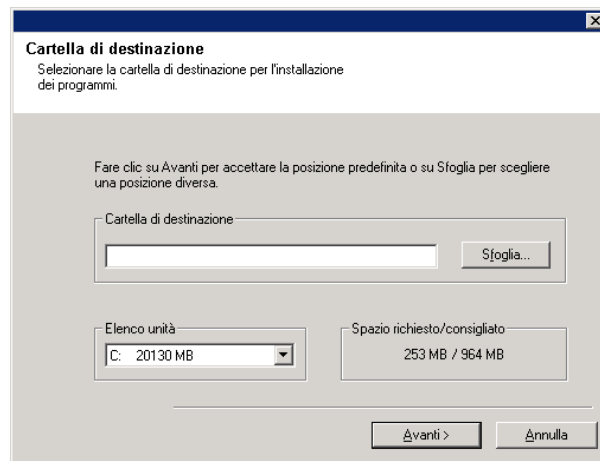 Cartella di destinazione
Selezionare la cartella di destinazione per l'installazione
dei programmi.
Fare clic su Avanti per accettare la posizione predefinita o su Sfoglia per scegliere
una posizione diversa.
Cartella di destinazione
Sfoglia...
Elenco unità
Spazio richiesto/consigliato
C: 20130 MB
253 MB / 964 MB
Avanti >
Annulla